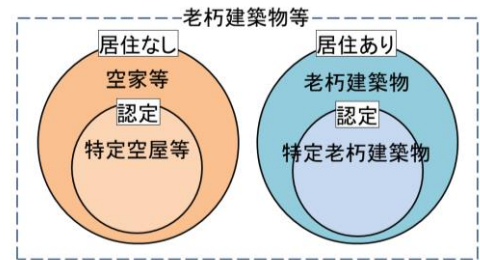 老朽建築物等
居住なし
居住あり
空家等
老朽建築物
認定
認定
特定空屋等
特定老朽建築物